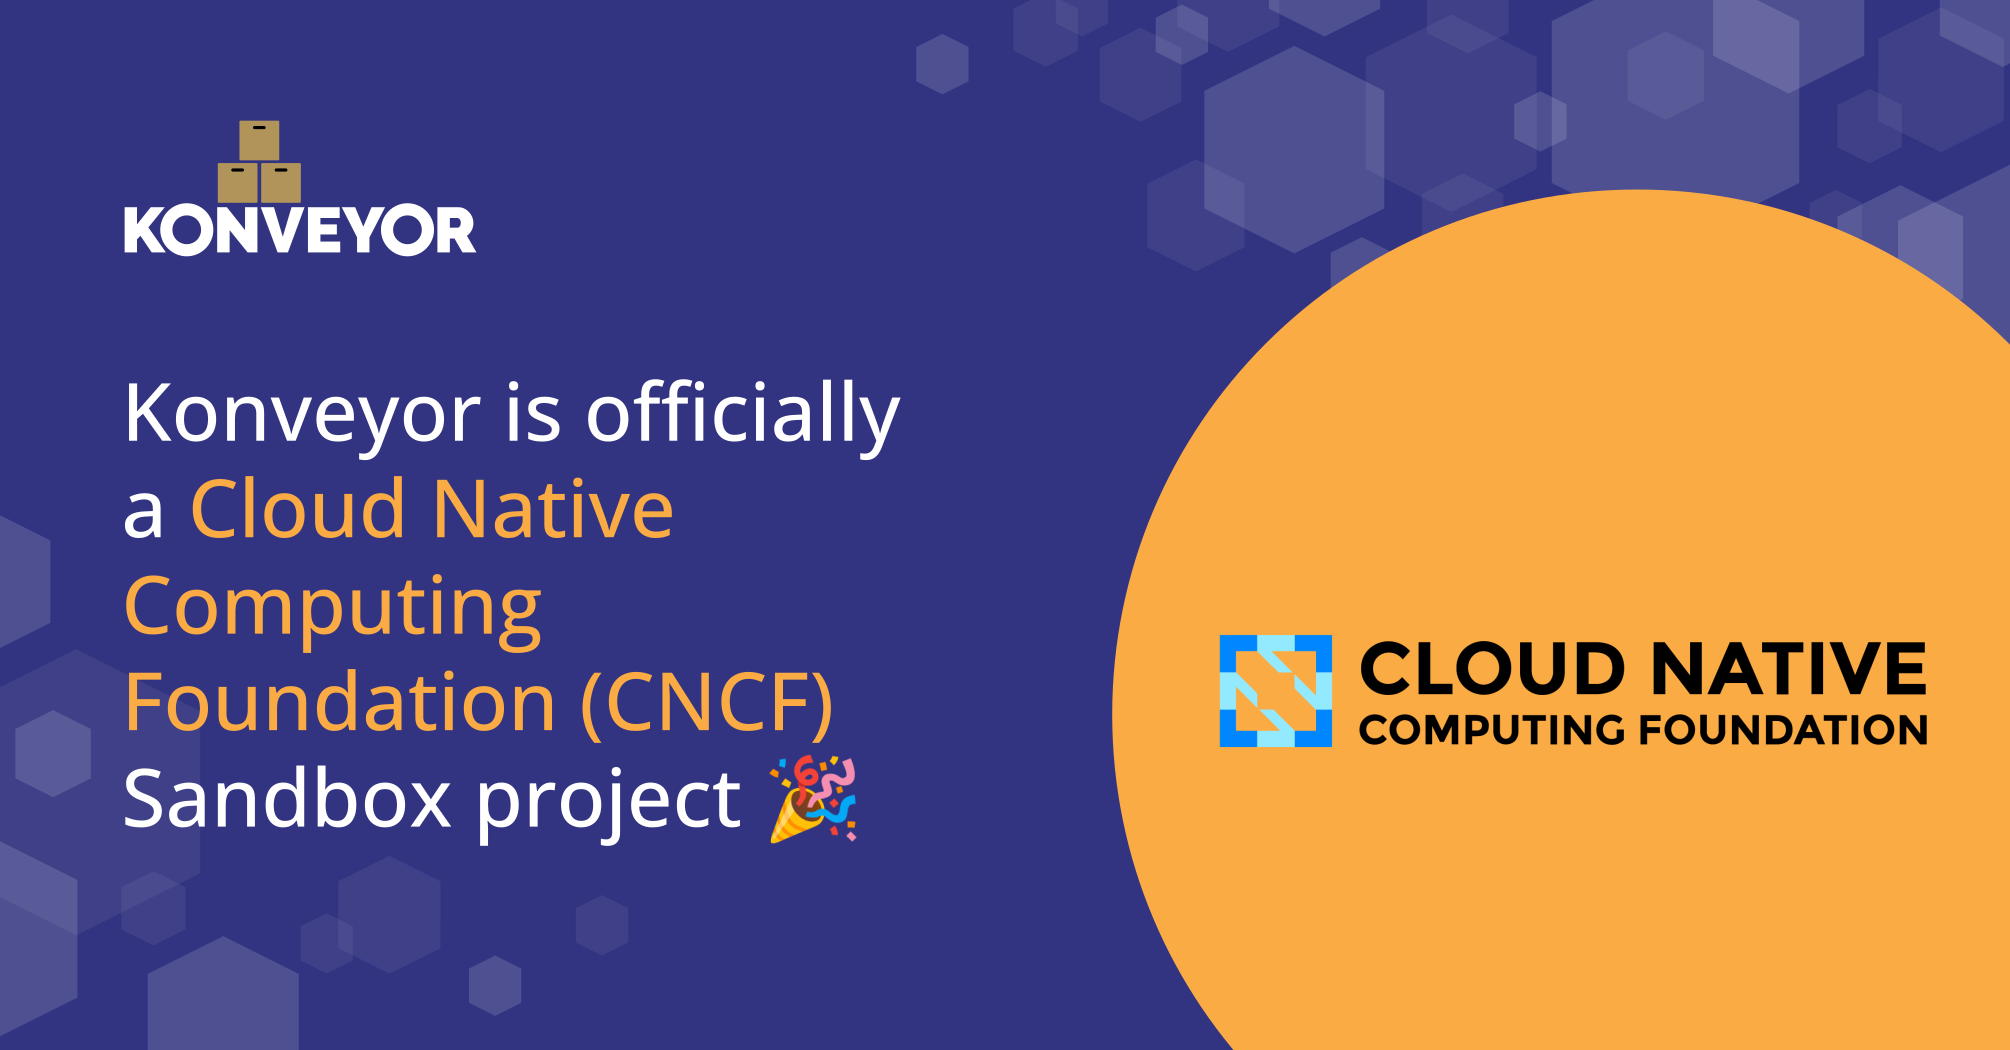 KONVEYOR
Konveyor is officially
a Cloud Native
Computing
Foundation (CNCF)
Sandbox project 🎉
CLOUD NATIVE
COMPUTING FOUNDATION